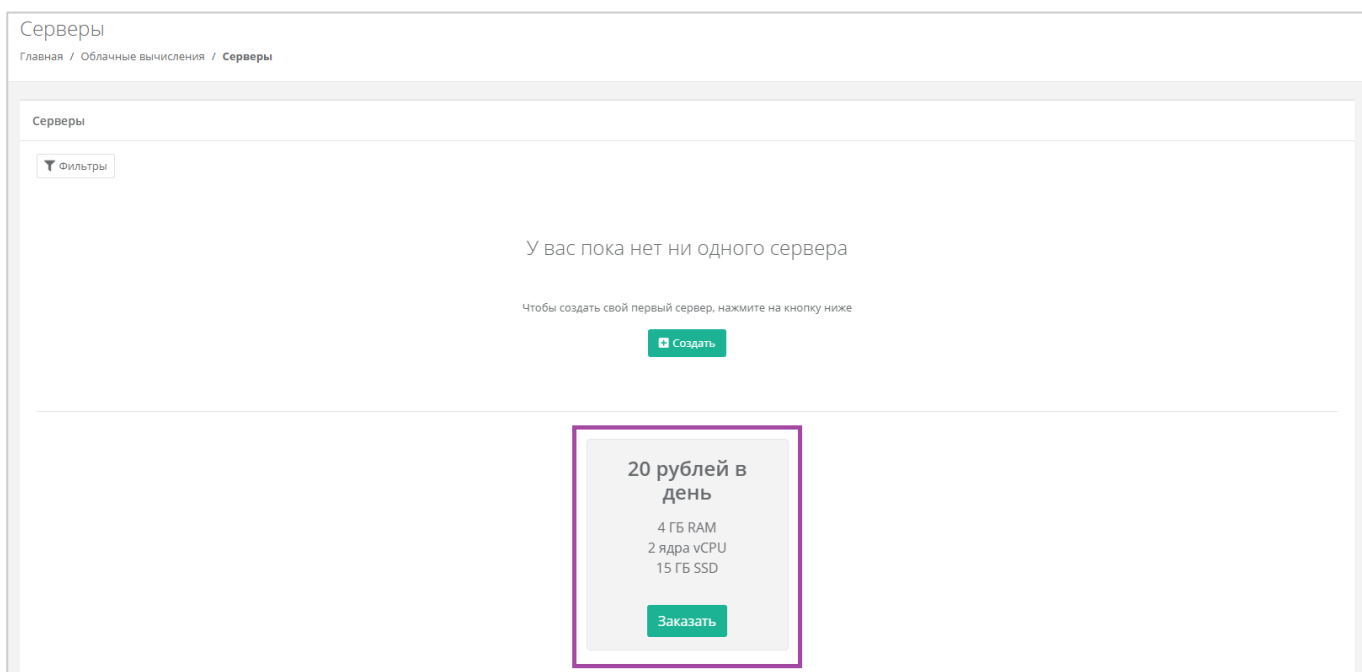 Серверы
Главная / Облачные вычисления / Серверы
Серверы
Фильтры
У вас пока нет ни одного сервера
Чтобы создать свой первый сервер, нажмите на кнопку ниже
Создать
20 рублей в
день
4 ГБ RAM
2 ядра vCPU
15 ГБ SSD
Заказать